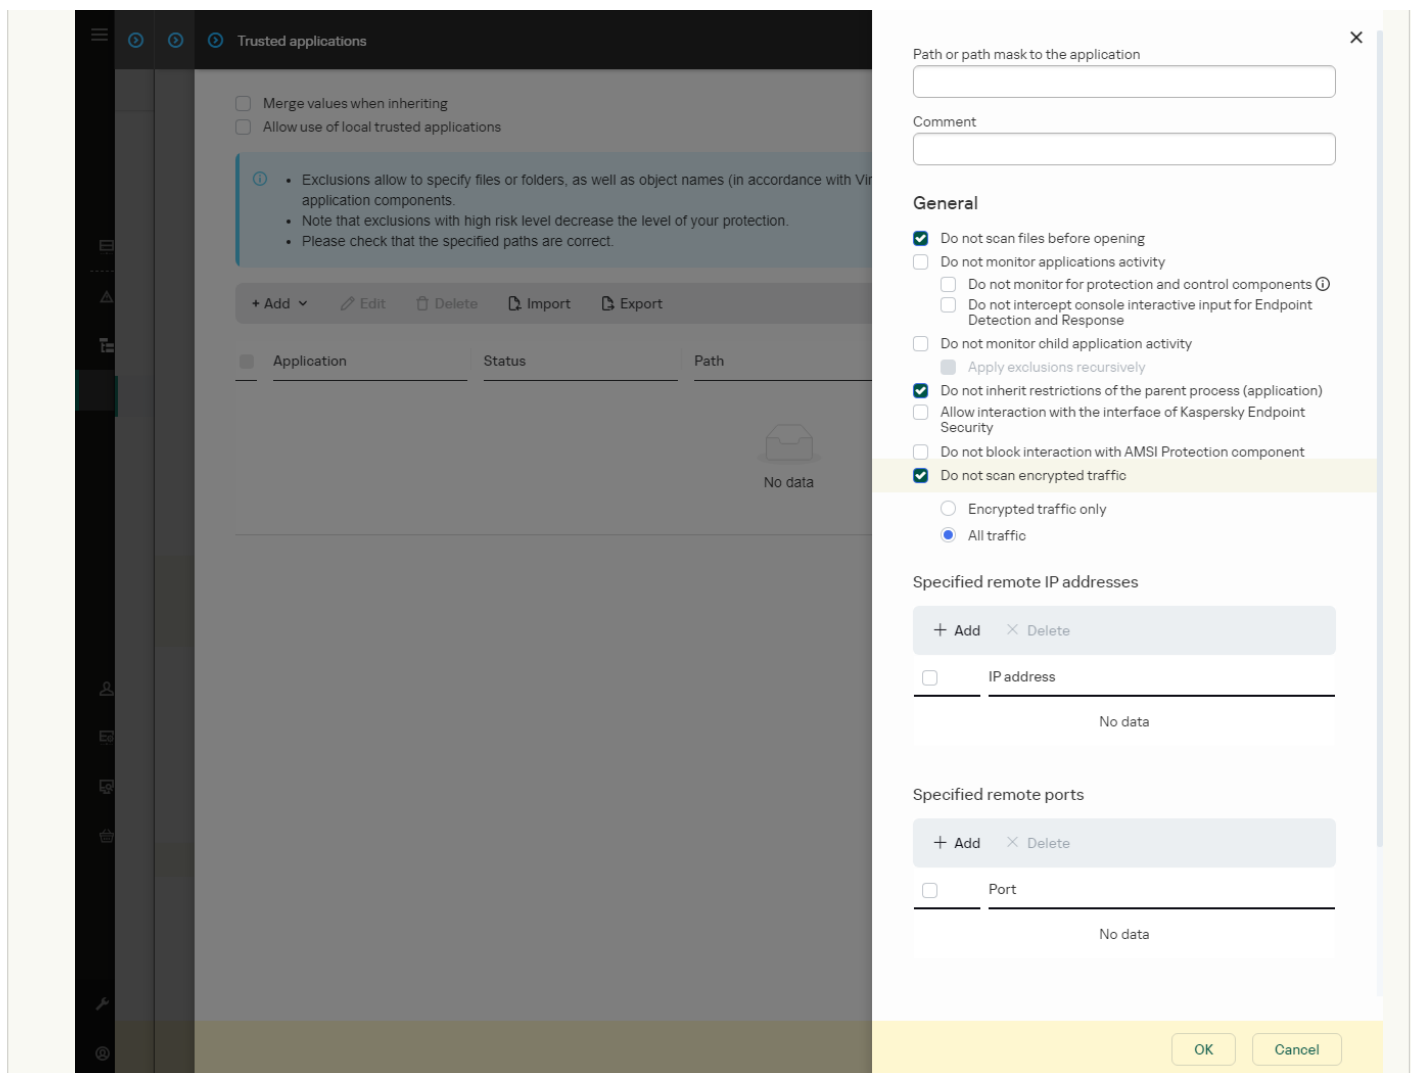 Trusted applications
Merge values when inheriting
Allow use of local trusted applications
Exclusions allow to specify files or folders, as well as object names (in accordance with Vir
application components.
Note that exclusions with high risk level decrease the level of your protection.
Please check that the specified paths are correct.
+ Add
Edit
Delete
Import
Export
Application
Status
Path
No data
Path or path mask to the application
Comment
General
Do not scan files before opening
Do not monitor applications activity
Do not monitor for protection and control components
Do not intercept console interactive input for Endpoint
Detection and Response
Do not monitor child application activity
Apply exclusions recursively
Do not inherit restrictions of the parent process (application)
Allow interaction with the interface of Kaspersky Endpoint
Security
Do not block interaction with AMSI Protection component
Do not scan encrypted traffic
Encrypted traffic only
All traffic
Specified remote IP addresses
+ Add
Delete
IP address
No data
Specified remote ports
+ Add
Delete
Port
No data
OK
Cancel